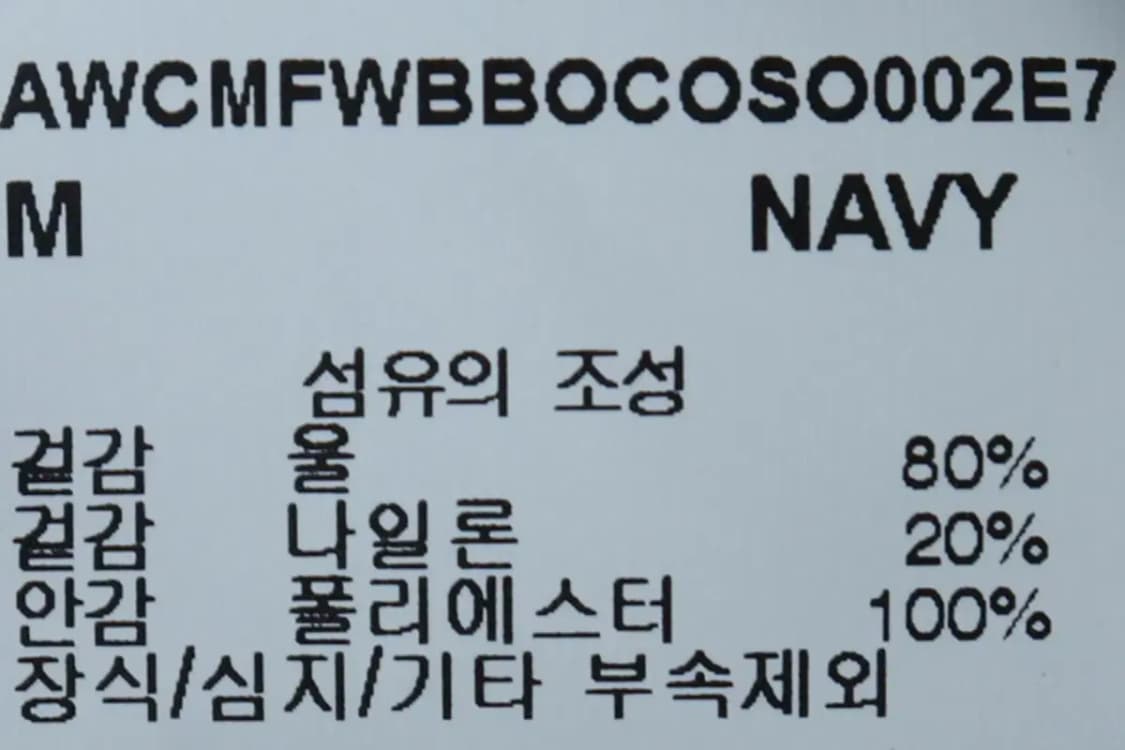 AWCMFWBBOCOSO002E7
M NAVY
섬유의 조성
겉감 울 80%
겉감 나일론 20%
안감 폴리에스터 100%
장식/심지/기타 부속제외